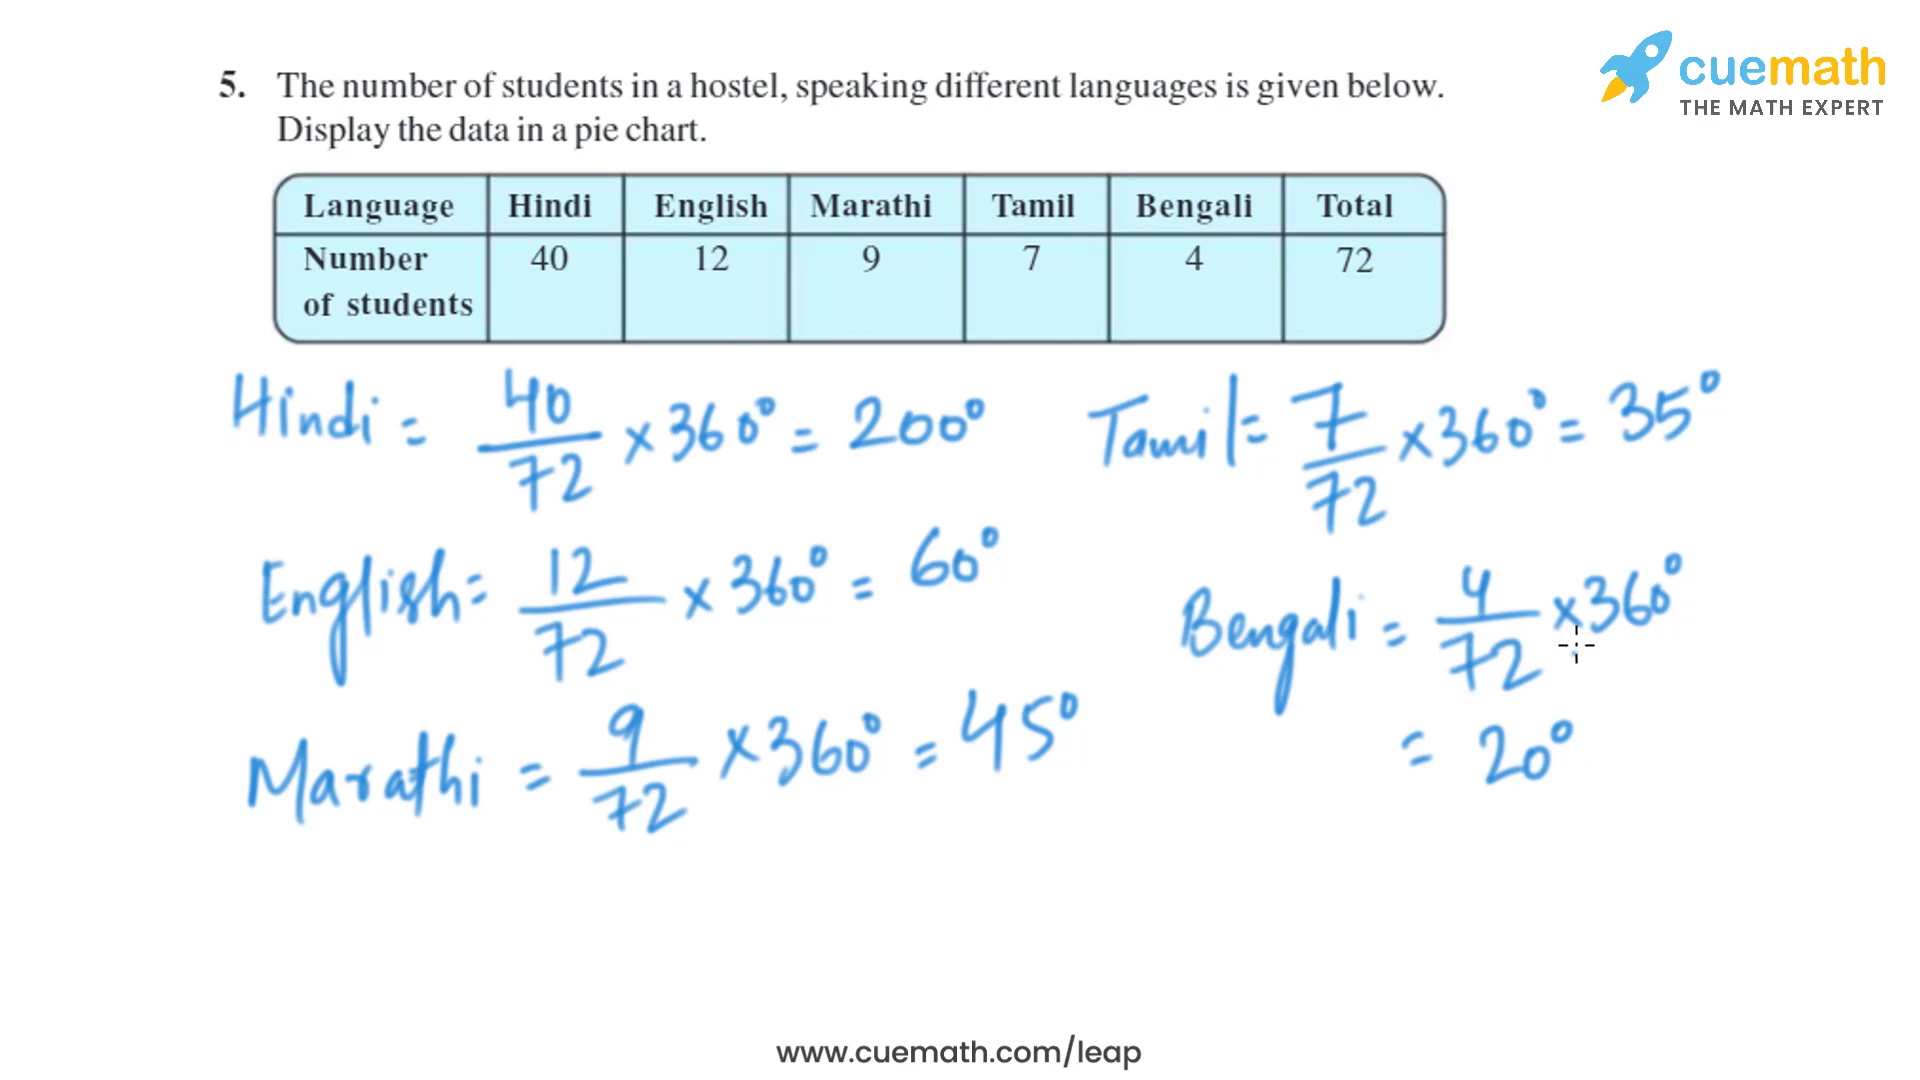 cuemath
THE MATH EXPERT
5. The number of students in a hostel, speaking different languages is given below.
Display the data in a pie chart.
Language Hindi English Marathi Tamil Bengali Total
Number of students 40 12 9 7 4 72
Hindi = 40/72 × 360° = 200°
English = 12/72 × 360° = 60°
Marathi = 9/72 × 360° = 45°
Tamil = 7/72 × 360° = 35°
Bengali = 4/72 × 360°
= 20°
www.cuemath.com/leap